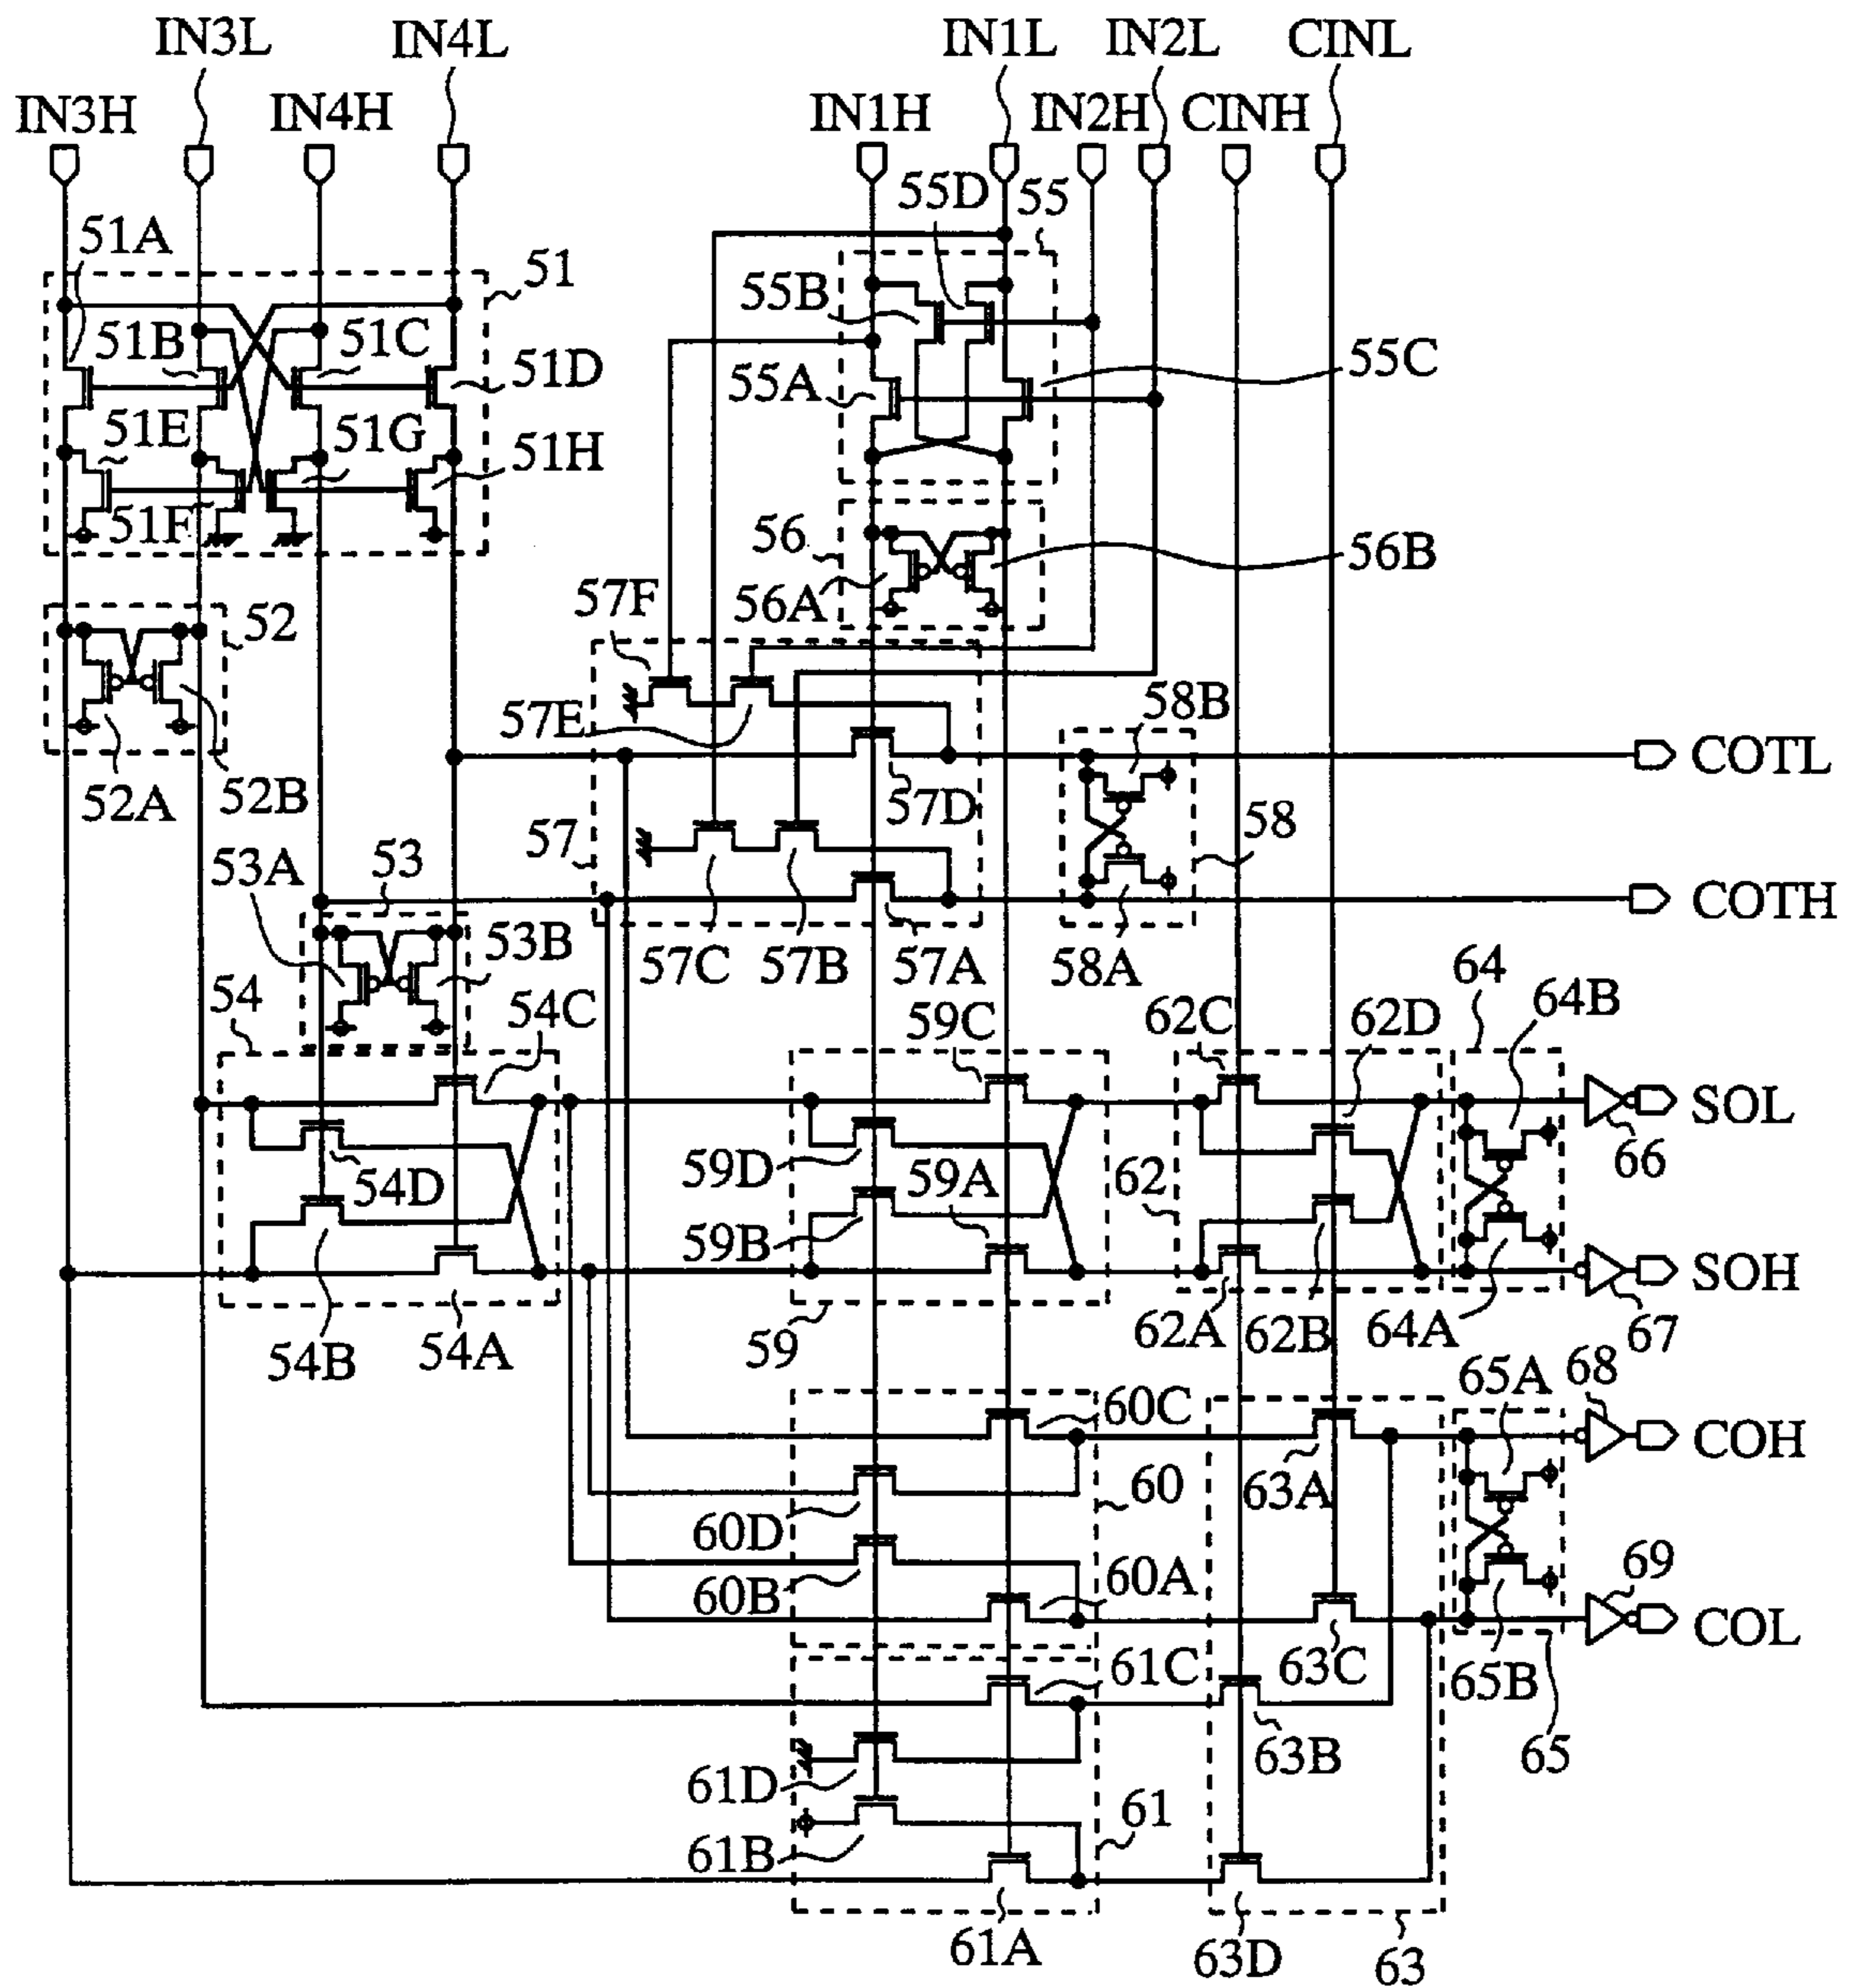 IN3L
IN4L
IN1L
IN2L
CINL
IN3H
IN4H
IN1H
IN2H
CINH
55D
55
51A
51
55B
51B
51C
51D
55C
55A
51E
51G
51H
51F
56
56B
56A
57F
52
57E
58B
COTL
52A
52B
57D
58
57
53A
53
COTH
53B
57C
57B
57A
58A
64
54
54C
59C
62C
62D
64B
SOL
66
54D
59D
59A
62
59B
SOH
54B
54A
59
62A
62B
64A
67
68
65A
60C
COH
63A
60
60D
60B
60A
69
COL
61C
63C
65B
63B
65
61D
61
61B
61A
63D
63